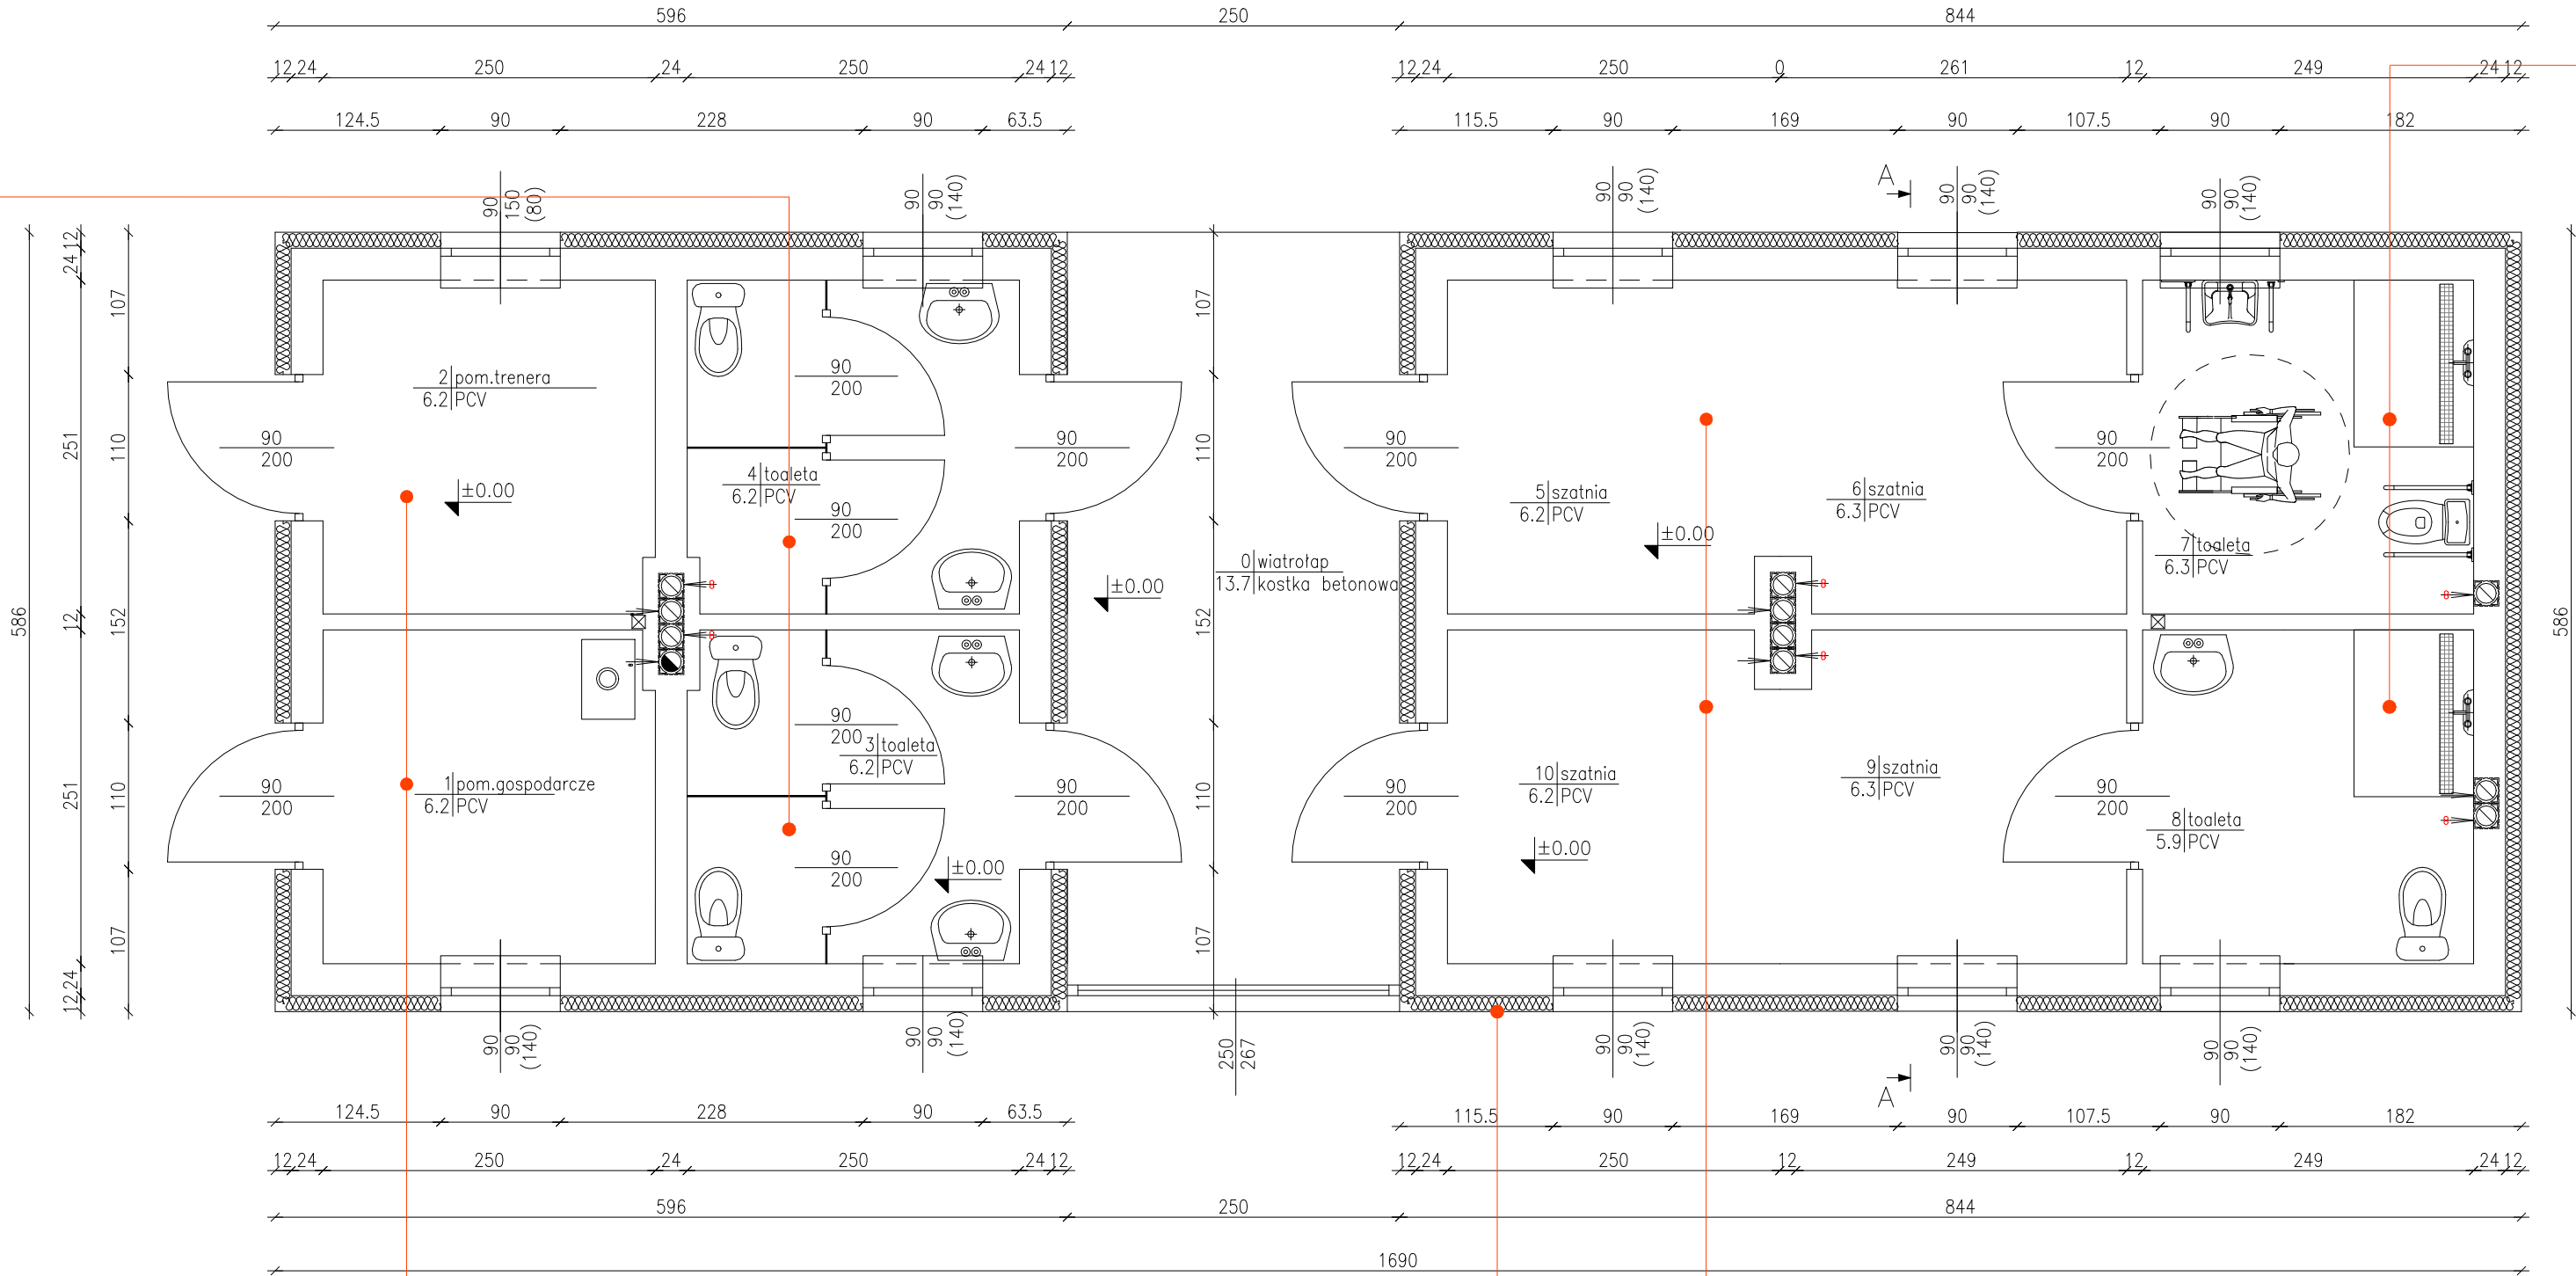 596 250 844
12 24 250 24 250 24 12 12 24 250 0 261 12 249 24 12
124.5 90 228 90 63.5 115.5 90 169 90 107.5 90 182
90 150 (80)
90 90 (140)
90 90 (140)
A
90 90 (140)
90 90 (140)
586
12 24 251 12 251 24 12
107 110 152 110 107
107 110 152 110 107
586
2 pom.trenera
6.2 PCV
90
200
±0.00
90
200
90
200
4 toaleta
6.2 PCV
90
200
±0.00
0 wiatrołap
13.7 kostka betonowa
90
200
5 szatnia
6.2 PCV
6 szatnia
6.3 PCV
±0.00
90
200
7 toaleta
6.3 PCV
1 pom.gospodarcze
6.2 PCV
90
200
90
200
3 toaleta
6.2 PCV
90
200
90
200
±0.00
90
200
10 szatnia
6.2 PCV
9 szatnia
6.3 PCV
±0.00
90
200
8 toaleta
5.9 PCV
90 90 (140)
90 90 (140)
250 267
90 90 (140)
90 90 (140)
A
90 90 (140)
124.5 90 228 90 63.5 115.5 90 169 90 107.5 90 182
12 24 250 24 250 24 12 12 24 250 12 249 12 249 24 12
596 250 844
1690